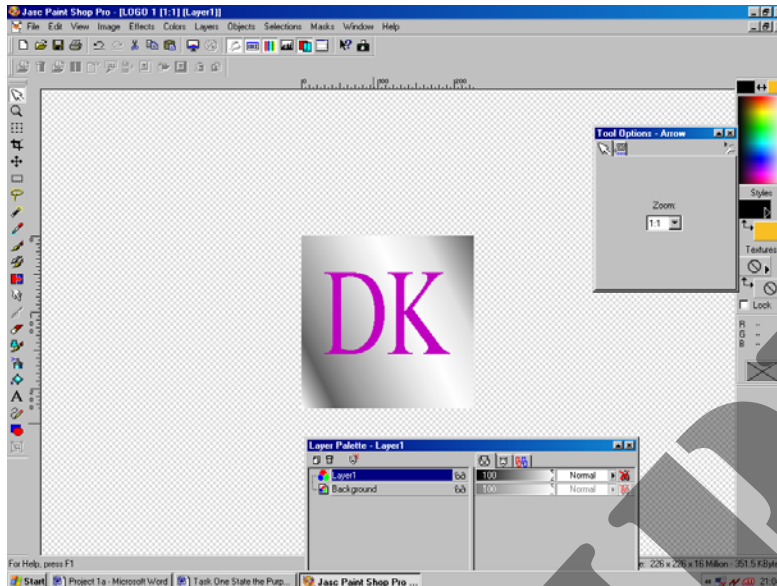 Jasc Paint Shop Pro - [LOGO 1 [1:1] (Layer1)]
File Edit View Image Effects Colors Layers Objects Selections Masks Window Help
Tool Options - Arrow
Zoom:
1:1
Styles
Textures
Lock
R --
G --
B --
DK
Layer Palette - Layer1
Layer1 100 Normal
Background 100 Normal
For Help, press F1
226 x 226 x 16 Million - 351.5 KByte
Start Project 1a - Microsoft Word Task One State the Purp... Jasc Paint Shop Pro ...